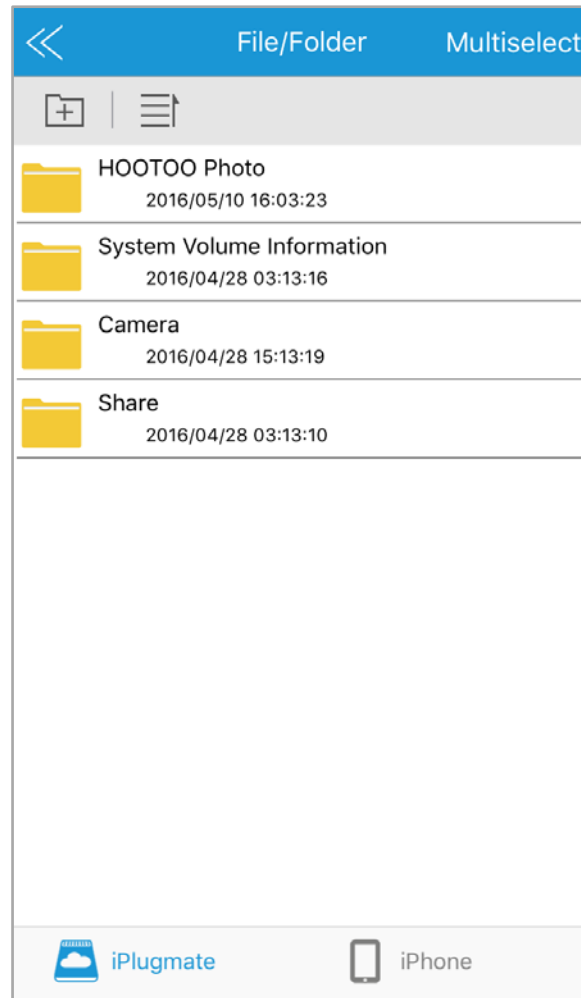 File/Folder Multiselect
HOOTOO Photo
2016/05/10 16:03:23
System Volume Information
2016/04/28 03:13:16
Camera
2016/04/28 15:13:19
Share
2016/04/28 03:13:10
iPlugmate iPhone